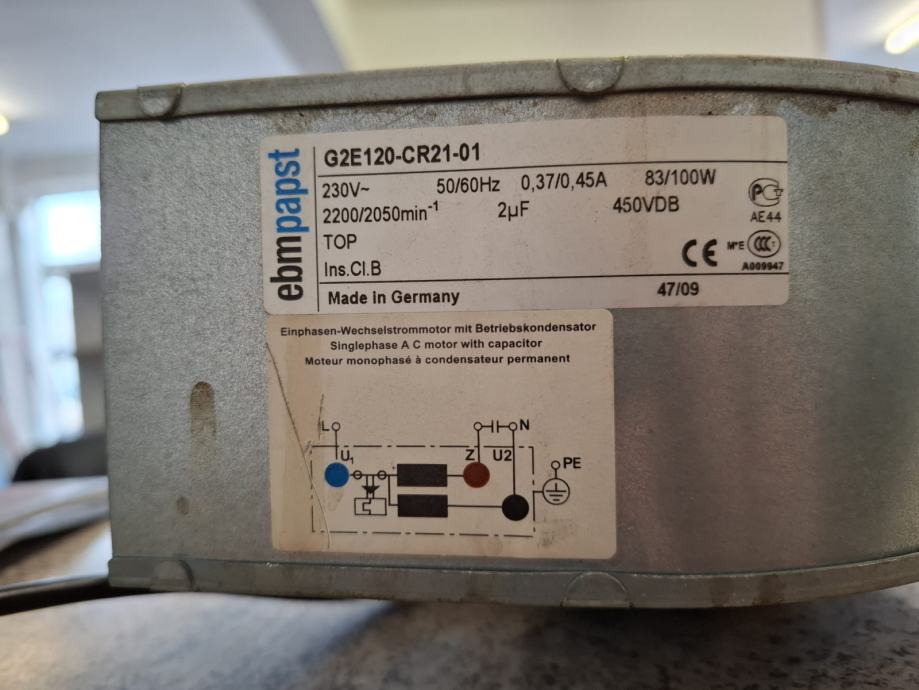 ebmpapst
G2E120-CR21-01
230V~ 50/60Hz 0,37/0,45A 83/100W
2200/2050min-1 2µF 450VDB
TOP
Ins.Cl.B
AE44
CE M*E CCC
A009947
Made in Germany 47/09
Einphasen-Wechselstrommotor mit Betriebskondensator
Singlephase A C motor with capacitor
Moteur monophasé à condensateur permanent
L N
U1 Z U2 PE